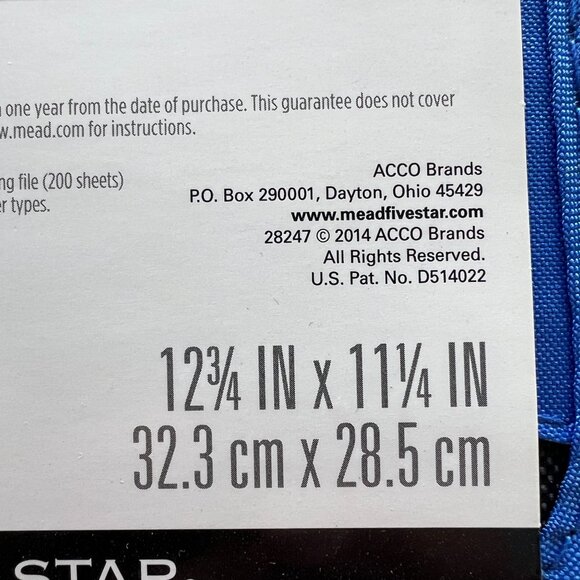 one year from the date of purchase. This guarantee does not cover
w.mead.com for instructions.
ng file (200 sheets)
er types.
ACCO Brands
P.O. Box 290001, Dayton, Ohio 45429
www.meadfivestar.com
28247 © 2014 ACCO Brands
All Rights Reserved.
U.S. Pat. No. D514022
12¾ IN x 11¼ IN
32.3 cm x 28.5 cm
STAR